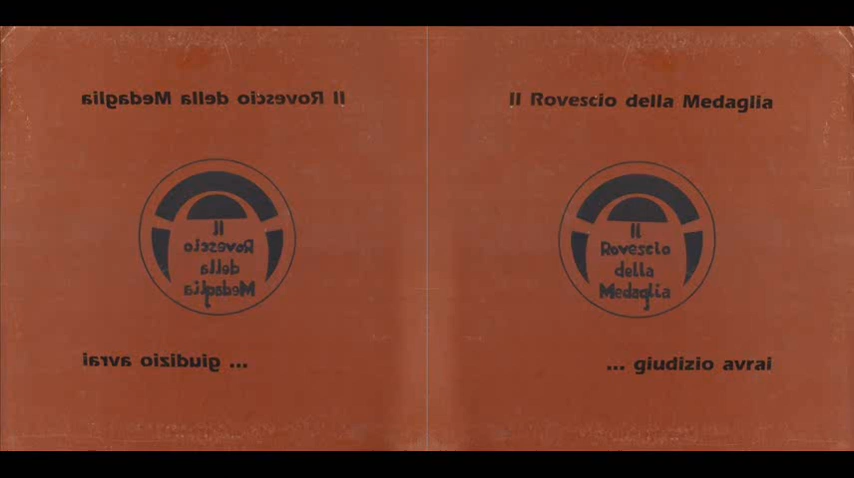 Il Rovescio della Medaglia
Il
Rovescio
della
Medaglia
... giudizio avrai
Il Rovescio della Medaglia
Il
Rovescio
della
Medaglia
... giudizio avrai